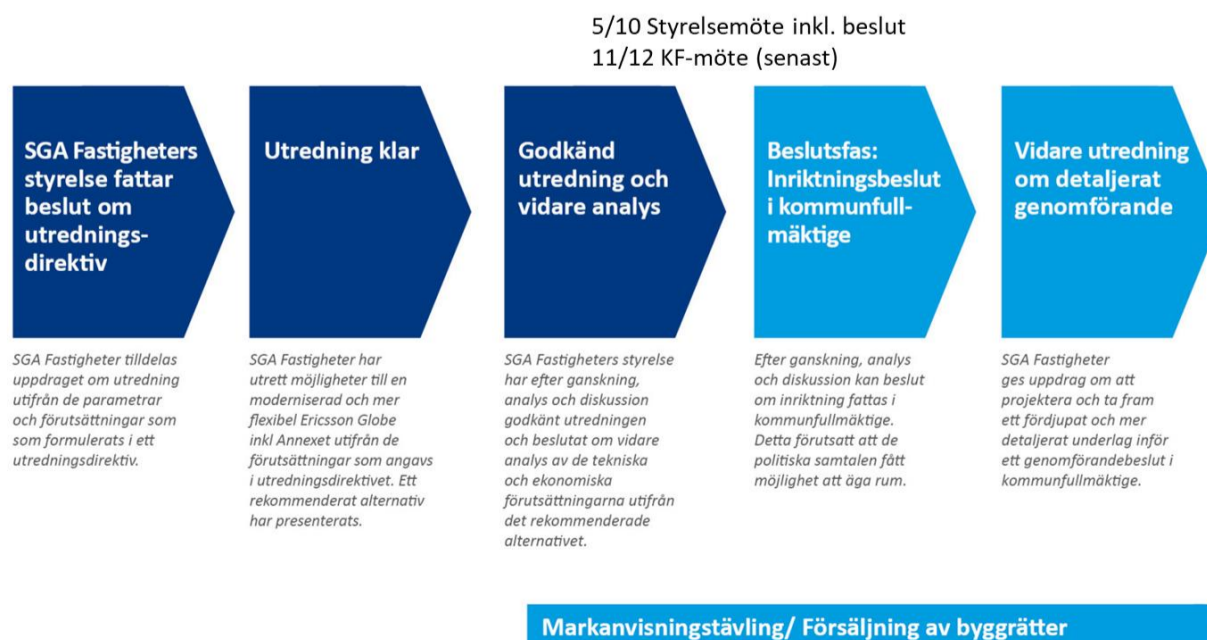 5/10 Styrelsemöte inkl. beslut
11/12 KF-möte (senast)
SGA Fastigheters
styrelse fattar
beslut om
utrednings-
direktiv
Utredning klar
Godkänd
utredning och
vidare analys
Beslutsfas:
Inriktningsbeslut
i kommunfull-
mäktige
Vidare utredning
om detaljerat
genomförande
SGA Fastigheter tilldelas
uppdraget om utredning
utifrån de parametrar
och förutsättningar som
som formulerats i ett
utredningsdirektiv.
SGA Fastigheter har
utrett möjligheter till en
moderniserad och mer
flexibel Ericsson Globe
inkl Annexet utifrån de
förutsättningar som angavs
i utredningsdirektivet. Ett
rekommenderat alternativ
har presenterats.
SGA Fastigheters styrelse
har efter ganskning,
analys och diskussion
godkänt utredningen
och beslutat om vidare
analys av de tekniska
och ekonomiska
förutsättningarna utifrån
det rekommenderade
alternativet.
Efter ganskning, analys
och diskussion kan beslut
om inriktning fattas i
kommunfullmäktige.
Detta förutsatt att de
politiska samtalen fått
möjlighet att äga rum.
SGA Fastigheter
ges uppdrag om att
projektera och ta fram
ett fördjupat och mer
detaljerat underlag inför
ett genomförandebeslut i
kommunfullmäktige.
Markanvisningstävling/ Försäljning av byggrätter